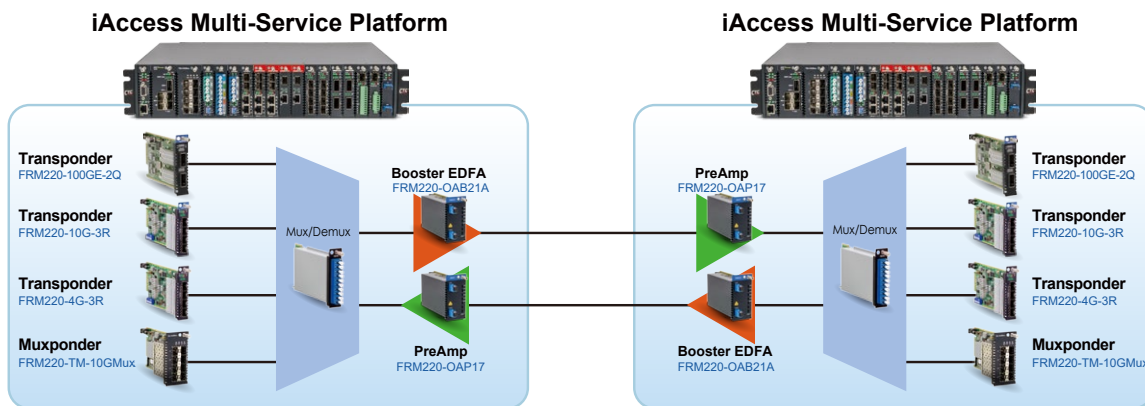 iAccess Multi-Service Platform
Transponder
FRM220-100GE-2Q
Transponder
FRM220-10G-3R
Transponder
FRM220-4G-3R
Muxponder
FRM220-TM-10GMux
Mux/Demux
Booster EDFA
FRM220-OAB21A
PreAmp
FRM220-OAP17
iAccess Multi-Service Platform
PreAmp
FRM220-OAP17
Booster EDFA
FRM220-OAB21A
Mux/Demux
Transponder
FRM220-100GE-2Q
Transponder
FRM220-10G-3R
Transponder
FRM220-4G-3R
Muxponder
FRM220-TM-10GMux